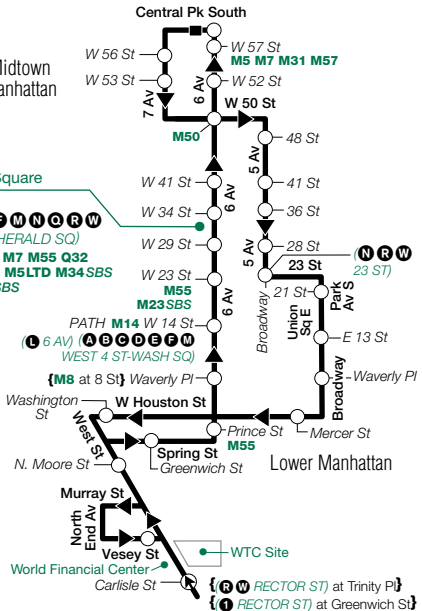 Central Pk South
W 56 St
W 57 St
M5 M7 M31 M57
Midtown
Manhattan
W 53 St
W 52 St
7 Av
6 Av
W 50 St
M50
48 St
5 Av
Square
W 41 St
41 St
6 Av
F M N Q R W
W 34 St
36 St
HERALD SQ)
M7 M55 Q32
W 29 St
28 St
(N R W
5 Av
M5LTD M34SBS
SBS
W 23 St
23 St
23 ST)
M55
M23SBS
Broadway
21 St
Park
Av S
6 Av
Union
Sq E
PATH M14 W 14 St
E 13 St
(L 6 AV) (A B C D E F M
WEST 4 ST-WASH SQ)
{M8 at 8 St} Waverly Pl
Waverly Pl
Broadway
Washington
St
W Houston St
West St
Prince St
Mercer St
M55
Spring St
Greenwich St
Lower Manhattan
N. Moore St
Murray St
North
End Av
Vesey St
WTC Site
World Financial Center
Carlisle St
{(R W RECTOR ST) at Trinity Pl}
{(1 RECTOR ST) at Greenwich St}